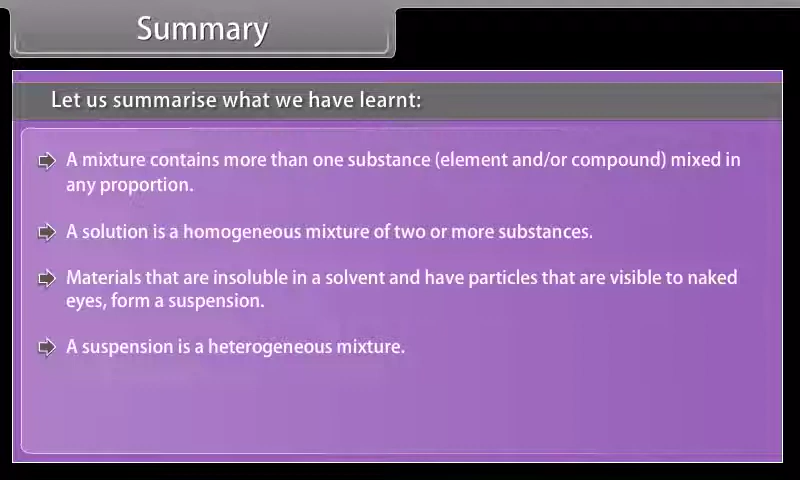 Summary
Let us summarise what we have learnt:
A mixture contains more than one substance (element and/or compound) mixed in
any proportion.
A solution is a homogeneous mixture of two or more substances.
Materials that are insoluble in a solvent and have particles that are visible to naked
eyes, form a suspension.
A suspension is a heterogeneous mixture.